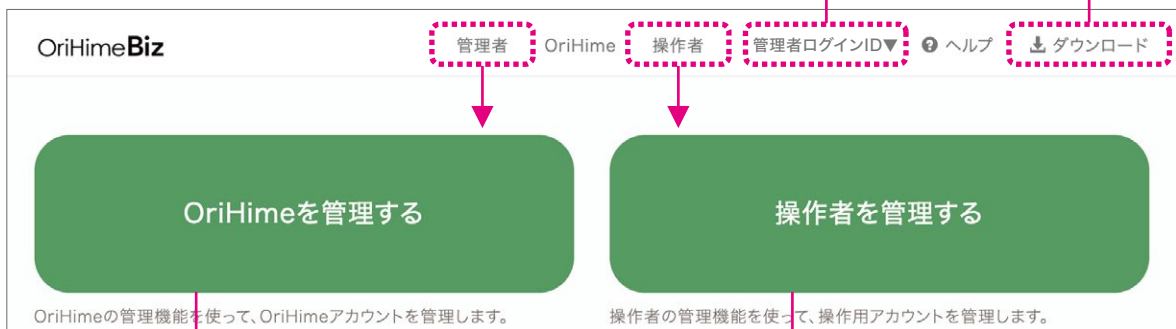 OriHimeBiz 管理者 OriHime 操作者 管理者ログインID▼ ? ヘルプ ダウンロード
OriHimeを管理する 操作者を管理する
OriHimeの管理機能を使って、OriHimeアカウントを管理します。 操作者の管理機能を使って、操作用アカウントを管理します。